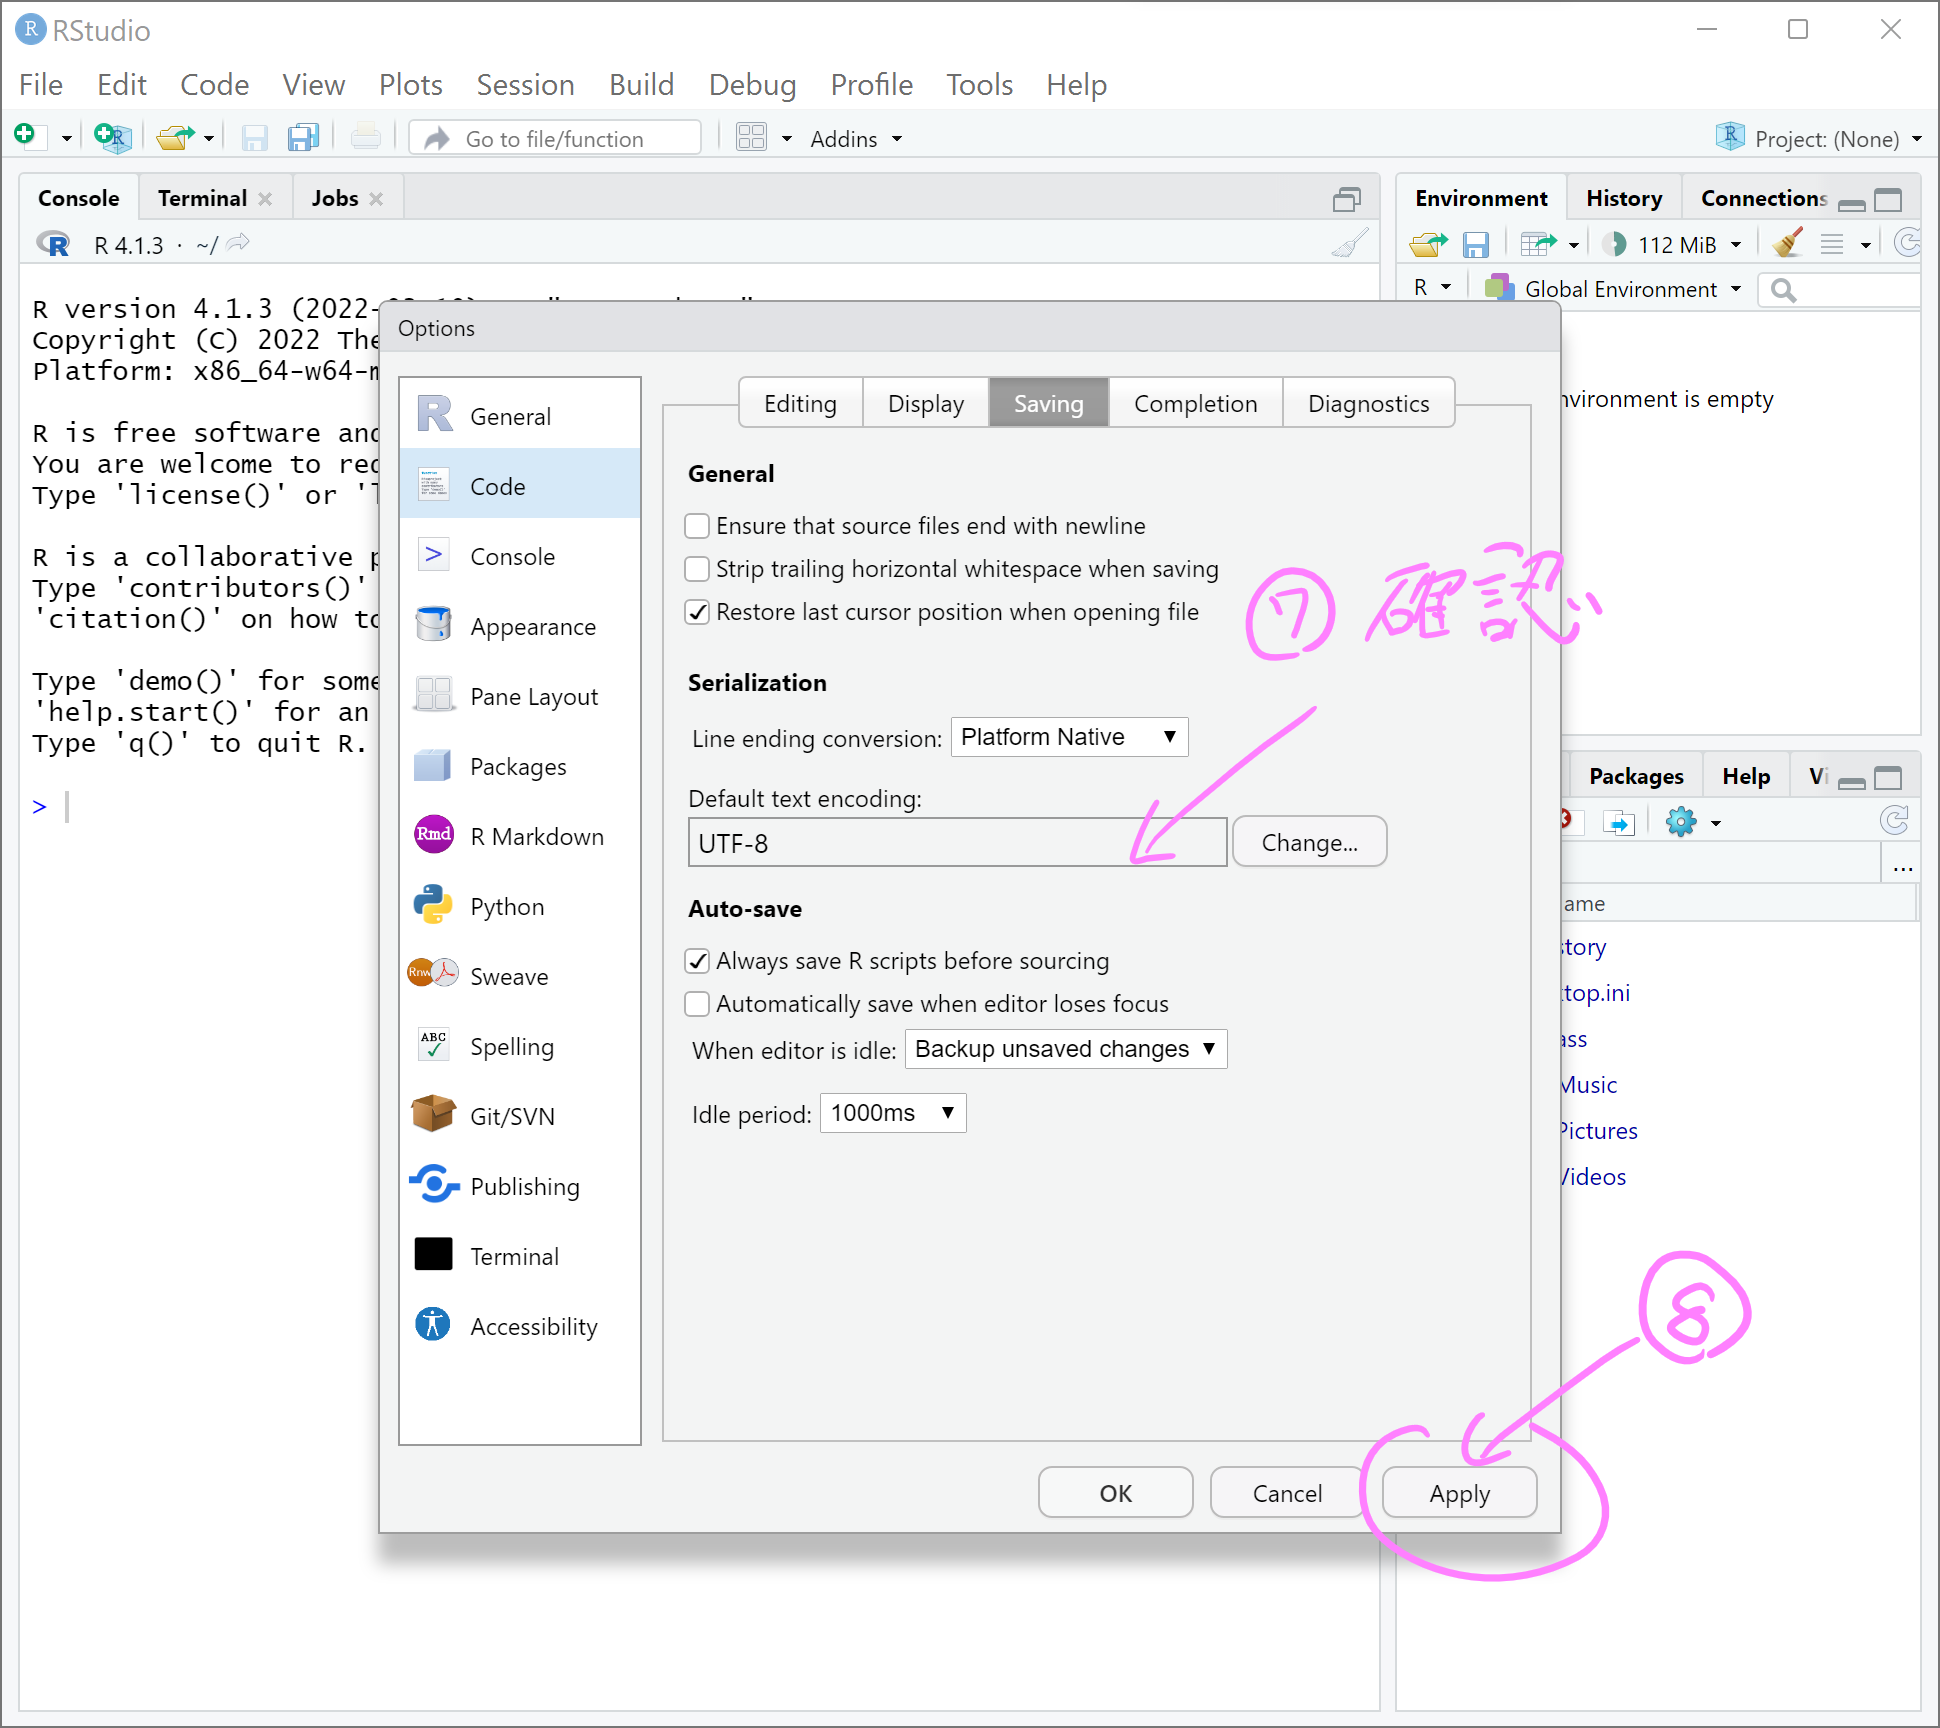 RStudio
File Edit Code View Plots Session Build Debug Profile Tools Help
Go to file/function Addins Project: (None)
Console Terminal Jobs
R 4.1.3 · ~/
R version 4.1.3 (2022-
Copyright (C) 2022 The
Platform: x86_64-w64-m
R is free software and
You are welcome to red
Type 'license()' or '
R is a collaborative p
Type 'contributors()'
'citation()' on how to
Type 'demo()' for some
'help.start()' for an
Type 'q()' to quit R.
>
Environment History Connections
112 MiB
R Global Environment
nvironment is empty
Packages Help Vi
...
ame
story
ktop.ini
ass
Music
Pictures
Videos
Options
General
Code
Console
Appearance
Pane Layout
Packages
Rmd R Markdown
Python
Rnw Sweave
ABC Spelling
Git/SVN
Publishing
Terminal
Accessibility
Editing Display Saving Completion Diagnostics
General
Ensure that source files end with newline
Strip trailing horizontal whitespace when saving
Restore last cursor position when opening file
⑦ 確認
Serialization
Line ending conversion: Platform Native
Default text encoding:
UTF-8 Change...
Auto-save
Always save R scripts before sourcing
Automatically save when editor loses focus
When editor is idle: Backup unsaved changes
Idle period: 1000ms
⑧
OK Cancel Apply